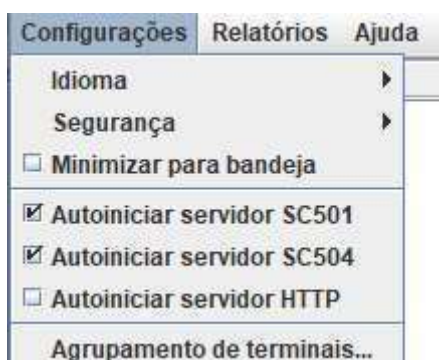 Configurações Relatórios Ajuda
Idioma
Segurança
Minimizar para bandeja
Autoiniciar servidor SC501
Autoiniciar servidor SC504
Autoiniciar servidor HTTP
Agrupamento de terminais...